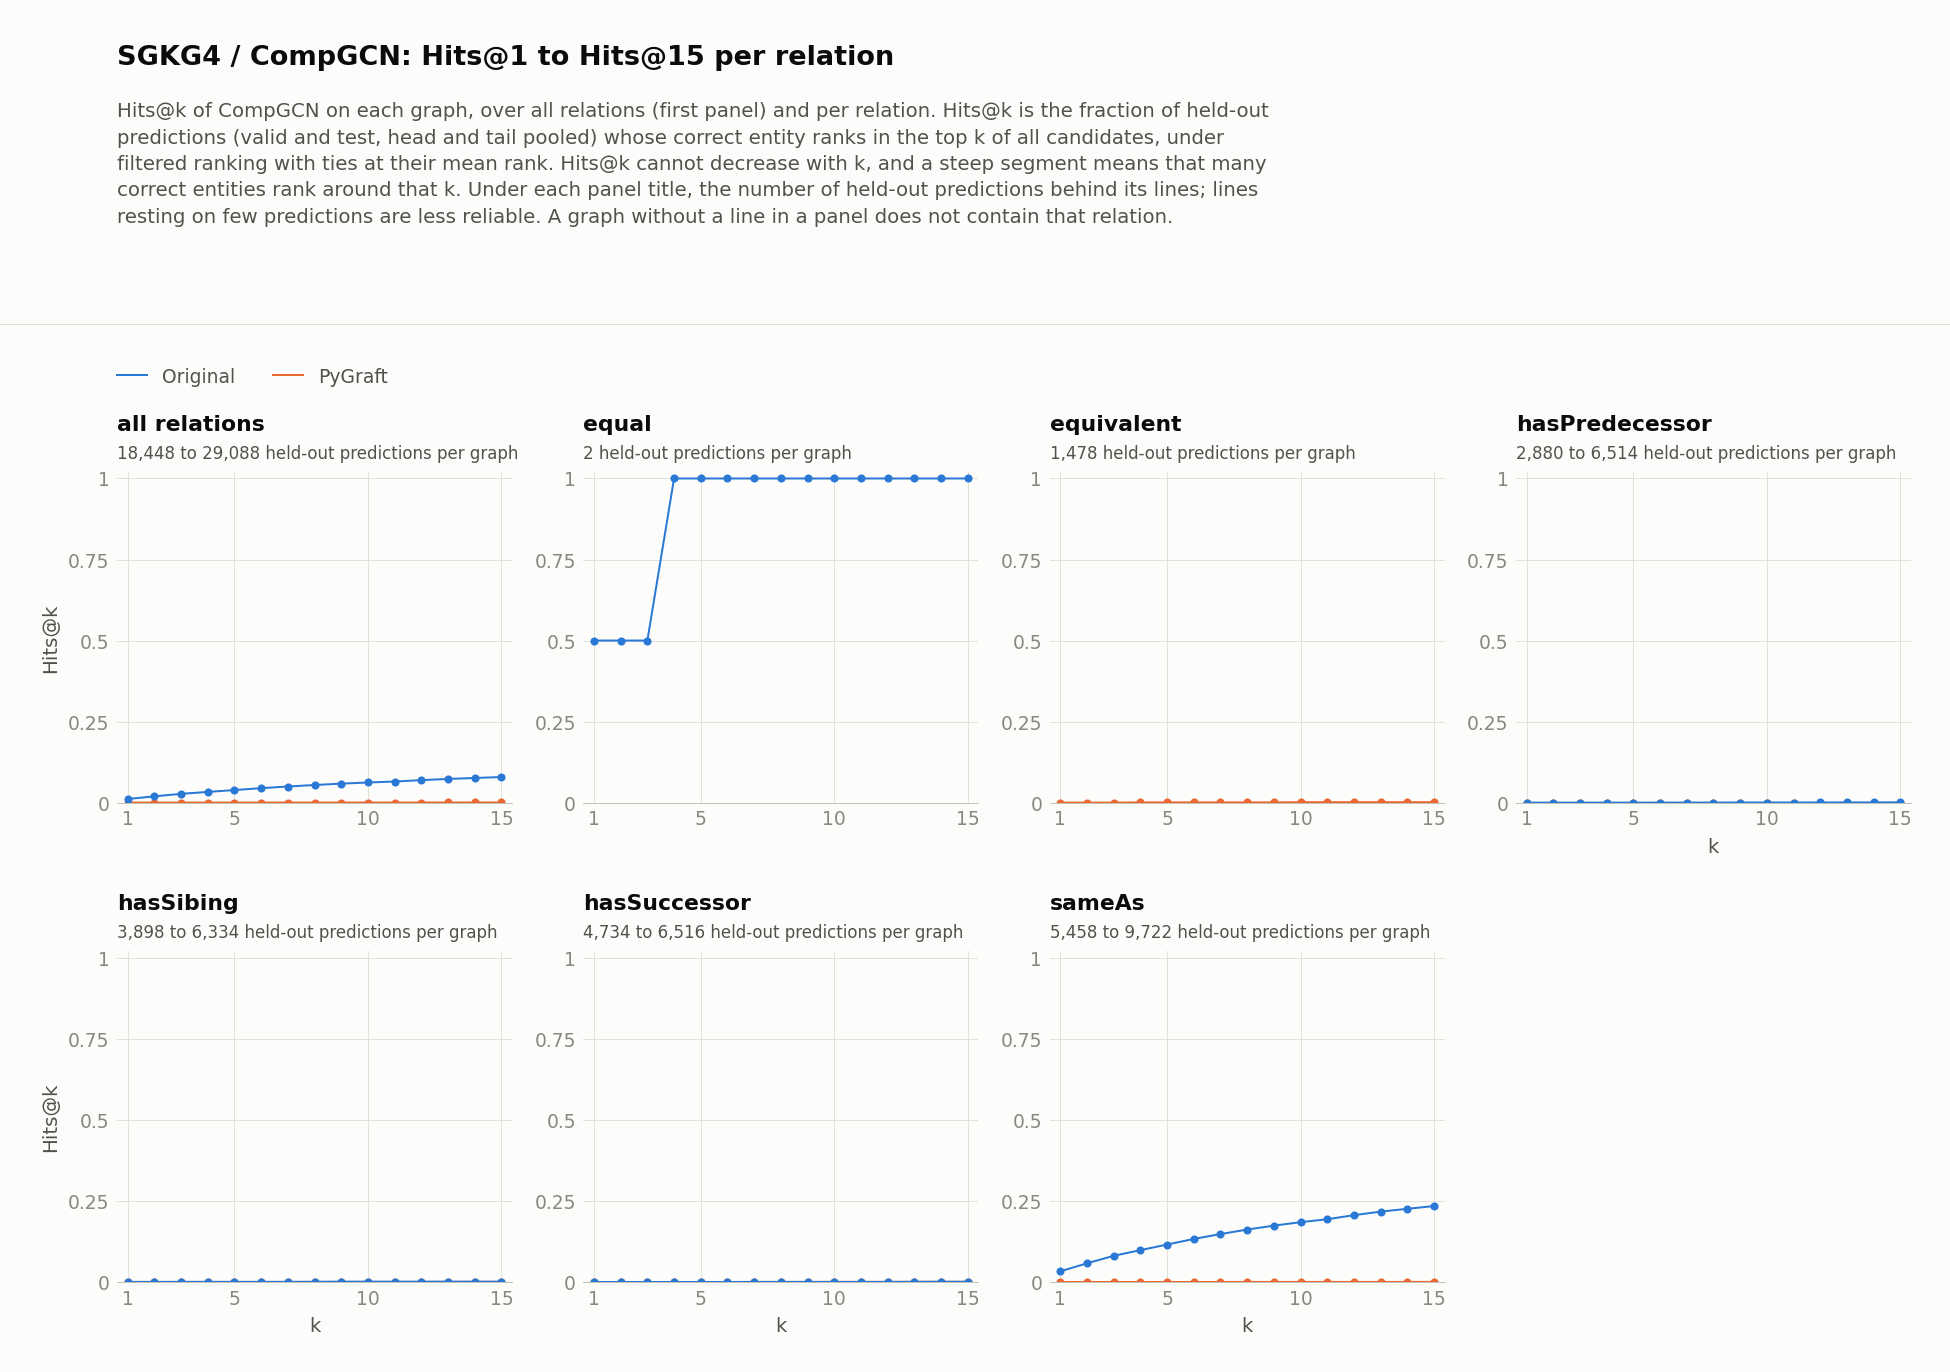 SGKG4 / CompGCN: Hits@1 to Hits@15 per relation
Hits@k of CompGCN on each graph, over all relations (first panel) and per relation. Hits@k is the fraction of held-out
predictions (valid and test, head and tail pooled) whose correct entity ranks in the top k of all candidates, under
filtered ranking with ties at their mean rank. Hits@k cannot decrease with k, and a steep segment means that many
correct entities rank around that k. Under each panel title, the number of held-out predictions behind its lines; lines
resting on few predictions are less reliable. A graph without a line in a panel does not contain that relation.
Original PyGraft
all relations
18,448 to 29,088 held-out predictions per graph
Hits@k
1
0.75
0.5
0.25
0
1 5 10 15
equal
2 held-out predictions per graph
1
0.75
0.5
0.25
0
1 5 10 15
equivalent
1,478 held-out predictions per graph
1
0.75
0.5
0.25
0
1 5 10 15
hasPredecessor
2,880 to 6,514 held-out predictions per graph
1
0.75
0.5
0.25
0
1 5 10 15
k
hasSibing
3,898 to 6,334 held-out predictions per graph
Hits@k
1
0.75
0.5
0.25
0
1 5 10 15
k
hasSuccessor
4,734 to 6,516 held-out predictions per graph
1
0.75
0.5
0.25
0
1 5 10 15
k
sameAs
5,458 to 9,722 held-out predictions per graph
1
0.75
0.5
0.25
0
1 5 10 15
k